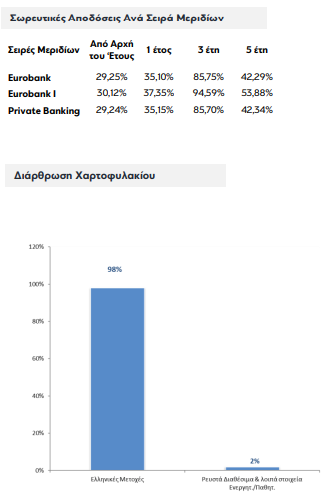 Σωρευτικές Αποδόσεις Ανά Σειρά Μεριδίων
Σειρές Μεριδίων Από Αρχή του Έτους 1 έτος 3 έτη 5 έτη
Eurobank 29,25% 35,10% 85,75% 42,29%
Eurobank I 30,12% 37,35% 94,59% 53,88%
Private Banking 29,24% 35,15% 85,70% 42,34%
Διάρθρωση Χαρτοφυλακίου
120%
100%
80%
60%
40%
20%
0%
98%
2%
Ελληνικές Μετοχές
Ρευστά Διαθέσιμα & λοιπά στοιχεία
Ενεργητ./Παθητ.